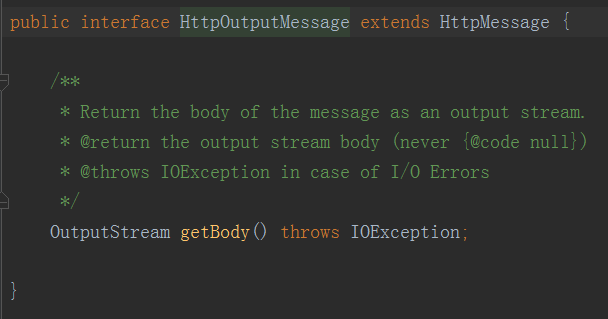 public interface HttpOutputMessage extends HttpMessage {
/**
* Return the body of the message as an output stream.
* @return the output stream body (never {@code null})
* @throws IOException in case of I/O Errors
*/
OutputStream getBody() throws IOException;
}